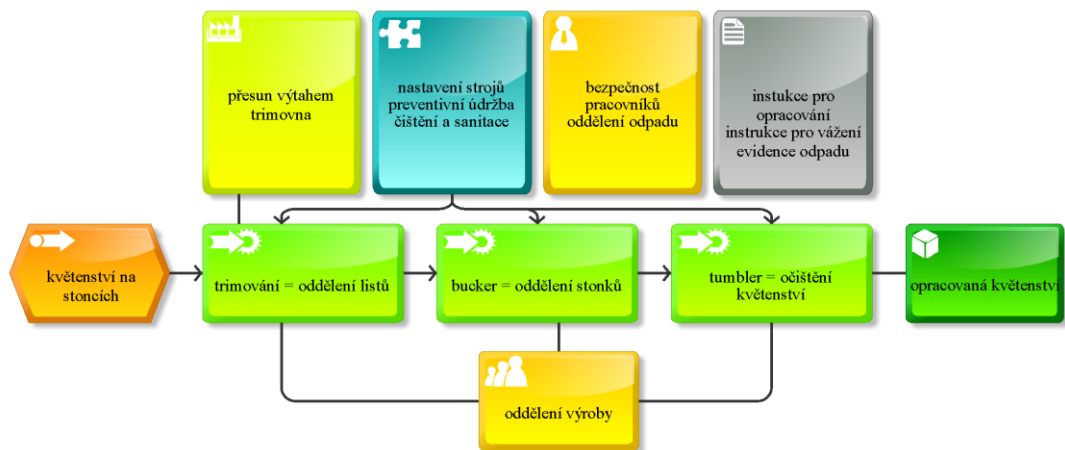 přesun výtahem
trimovna
nastavení strojů
preventivní údržba
čištění a sanitace
bezpečnost
pracovníků
oddělení odpadu
instukce pro
opracování
instrukce pro vážení
evidence odpadu
květenství na
stoncích
trimování = oddělení listů
bucker = oddělení stonků
tumbler = očištění
květenství
opracovaná květenství
oddělení výroby